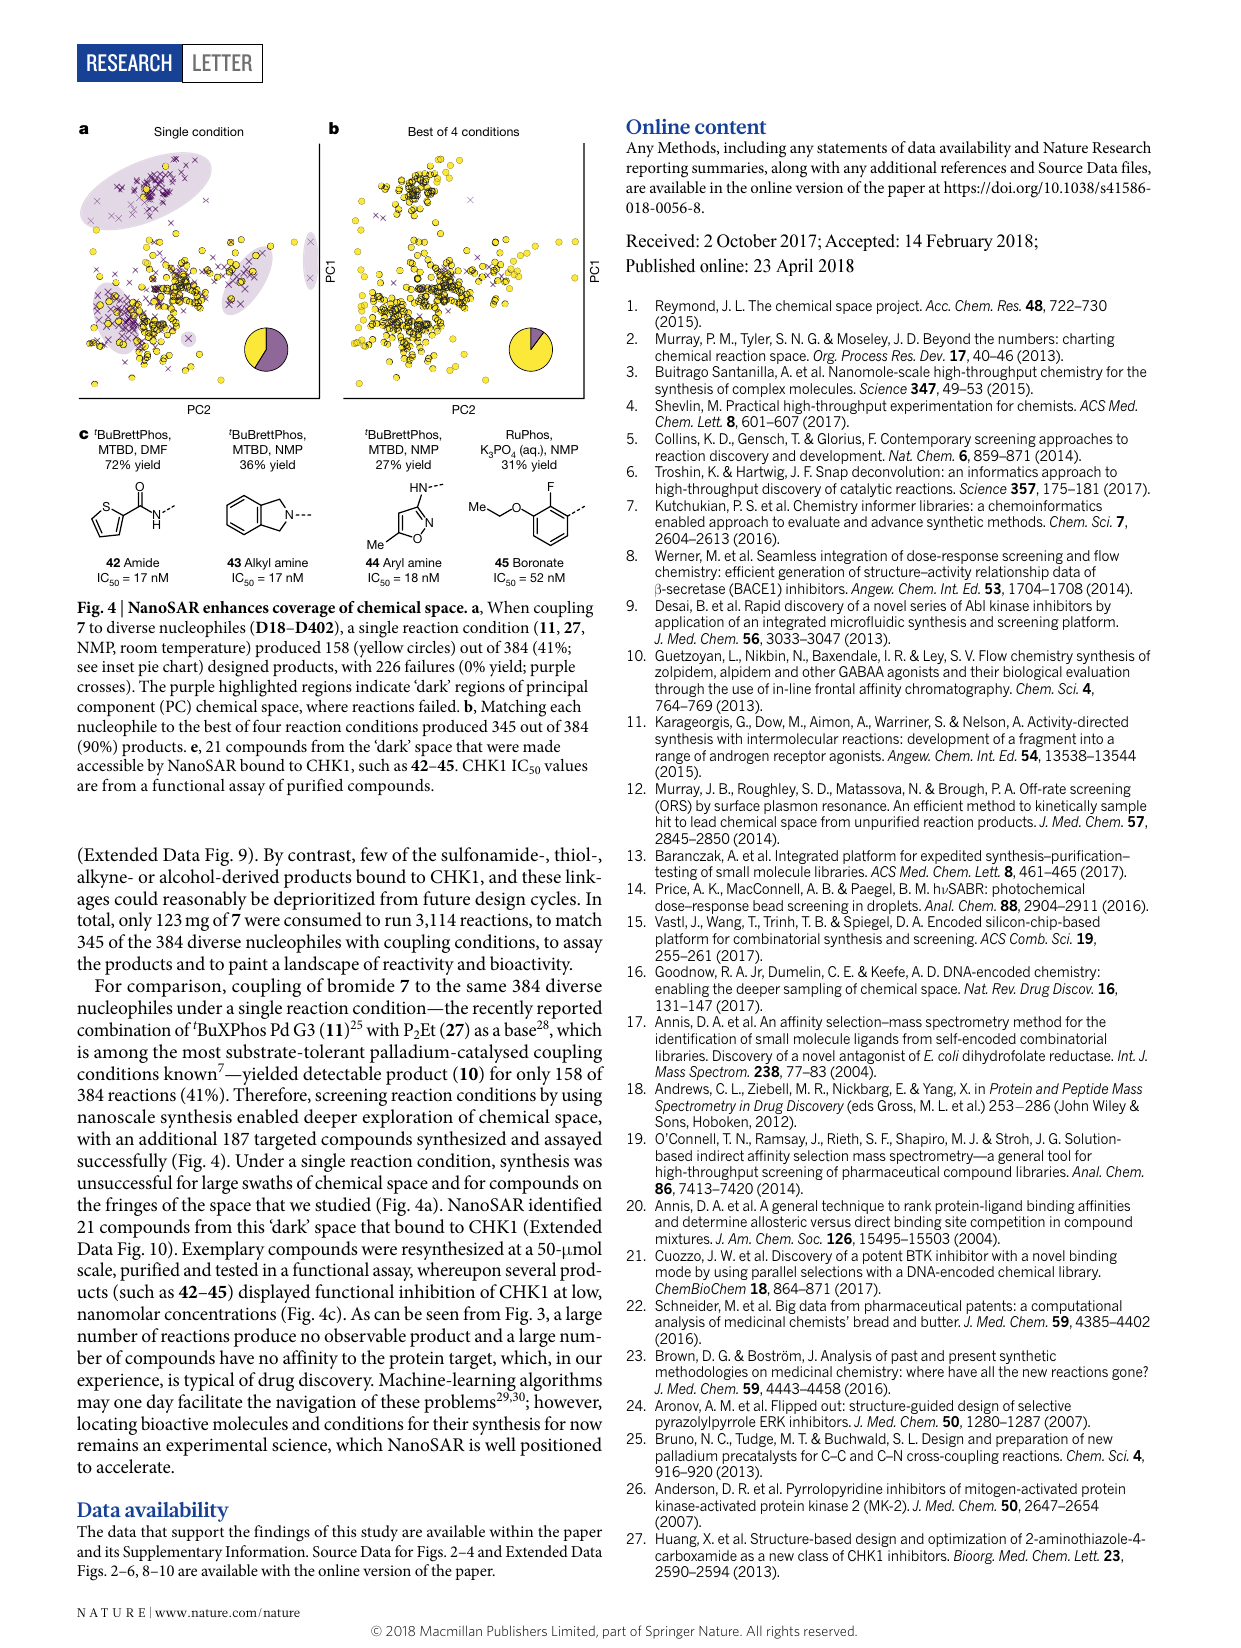 RESEARCH LETTER
a
Single condition
PC1
PC2
b
Best of 4 conditions
PC1
PC2
c
ᵗBuBrettPhos,
MTBD, DMF
72% yield
ᵗBuBrettPhos,
MTBD, NMP
36% yield
ᵗBuBrettPhos,
MTBD, NMP
27% yield
RuPhos,
K₃PO₄ (aq.), NMP
31% yield
S
O
N
H
N
HN
N
O
Me
Me
O
F
42 Amide
IC₅₀ = 17 nM
43 Alkyl amine
IC₅₀ = 17 nM
44 Aryl amine
IC₅₀ = 18 nM
45 Boronate
IC₅₀ = 52 nM
Fig. 4 | NanoSAR enhances coverage of chemical space. a, When coupling
7 to diverse nucleophiles (D18–D402), a single reaction condition (11, 27,
NMP, room temperature) produced 158 (yellow circles) out of 384 (41%;
see inset pie chart) designed products, with 226 failures (0% yield; purple
crosses). The purple highlighted regions indicate ‘dark’ regions of principal
component (PC) chemical space, where reactions failed. b, Matching each
nucleophile to the best of four reaction conditions produced 345 out of 384
(90%) products. c, 21 compounds from the ‘dark’ space that were made
accessible by NanoSAR bound to CHK1, such as 42–45. CHK1 IC₅₀ values
are from a functional assay of purified compounds.
(Extended Data Fig. 9). By contrast, few of the sulfonamide-, thiol-,
alkyne- or alcohol-derived products bound to CHK1, and these link-
ages could reasonably be deprioritized from future design cycles. In
total, only 123 mg of 7 were consumed to run 3,114 reactions, to match
345 of the 384 diverse nucleophiles with coupling conditions, to assay
the products and to paint a landscape of reactivity and bioactivity.
For comparison, coupling of bromide 7 to the same 384 diverse
nucleophiles under a single reaction condition—the recently reported
combination of ᵗBuXPhos Pd G3 (11)²⁵ with P₂Et (27) as a base²⁸, which
is among the most substrate-tolerant palladium-catalysed coupling
conditions known⁷—yielded detectable product (10) for only 158 of
384 reactions (41%). Therefore, screening reaction conditions by using
nanoscale synthesis enabled deeper exploration of chemical space,
with an additional 187 targeted compounds synthesized and assayed
successfully (Fig. 4). Under a single reaction condition, synthesis was
unsuccessful for large swaths of chemical space and for compounds on
the fringes of the space that we studied (Fig. 4a). NanoSAR identified
21 compounds from this ‘dark’ space that bound to CHK1 (Extended
Data Fig. 10). Exemplary compounds were resynthesized at a 50-μmol
scale, purified and tested in a functional assay, whereupon several prod-
ucts (such as 42–45) displayed functional inhibition of CHK1 at low,
nanomolar concentrations (Fig. 4c). As can be seen from Fig. 3, a large
number of reactions produce no observable product and a large num-
ber of compounds have no affinity to the protein target, which, in our
experience, is typical of drug discovery. Machine-learning algorithms
may one day facilitate the navigation of these problems²⁹,³⁰; however,
locating bioactive molecules and conditions for their synthesis for now
remains an experimental science, which NanoSAR is well positioned
to accelerate.
Data availability
The data that support the findings of this study are available within the paper
and its Supplementary Information. Source Data for Figs. 2–4 and Extended Data
Figs. 2–6, 8–10 are available with the online version of the paper.
Online content
Any Methods, including any statements of data availability and Nature Research
reporting summaries, along with any additional references and Source Data files,
are available in the online version of the paper at https://doi.org/10.1038/s41586-
018-0056-8.
Received: 2 October 2017; Accepted: 14 February 2018;
Published online: 23 April 2018
1. Reymond, J. L. The chemical space project. Acc. Chem. Res. 48, 722–730
(2015).
2. Murray, P. M., Tyler, S. N. G. & Moseley, J. D. Beyond the numbers: charting
chemical reaction space. Org. Process Res. Dev. 17, 40–46 (2013).
3. Buitrago Santanilla, A. et al. Nanomole-scale high-throughput chemistry for the
synthesis of complex molecules. Science 347, 49–53 (2015).
4. Shevlin, M. Practical high-throughput experimentation for chemists. ACS Med.
Chem. Lett. 8, 601–607 (2017).
5. Collins, K. D., Gensch, T. & Glorius, F. Contemporary screening approaches to
reaction discovery and development. Nat. Chem. 6, 859–871 (2014).
6. Troshin, K. & Hartwig, J. F. Snap deconvolution: an informatics approach to
high-throughput discovery of catalytic reactions. Science 357, 175–181 (2017).
7. Kutchukian, P. S. et al. Chemistry informer libraries: a chemoinformatics
enabled approach to evaluate and advance synthetic methods. Chem. Sci. 7,
2604–2613 (2016).
8. Werner, M. et al. Seamless integration of dose-response screening and flow
chemistry: efficient generation of structure–activity relationship data of
β-secretase (BACE1) inhibitors. Angew. Chem. Int. Ed. 53, 1704–1708 (2014).
9. Desai, B. et al. Rapid discovery of a novel series of Abl kinase inhibitors by
application of an integrated microfluidic synthesis and screening platform.
J. Med. Chem. 56, 3033–3047 (2013).
10. Guetzoyan, L., Nikbin, N., Baxendale, I. R. & Ley, S. V. Flow chemistry synthesis of
zolpidem, alpidem and other GABAA agonists and their biological evaluation
through the use of in-line frontal affinity chromatography. Chem. Sci. 4,
764–769 (2013).
11. Karageorgis, G., Dow, M., Aimon, A., Warriner, S. & Nelson, A. Activity-directed
synthesis with intermolecular reactions: development of a fragment into a
range of androgen receptor agonists. Angew. Chem. Int. Ed. 54, 13538–13544
(2015).
12. Murray, J. B., Roughley, S. D., Matassova, N. & Brough, P. A. Off-rate screening
(ORS) by surface plasmon resonance. An efficient method to kinetically sample
hit to lead chemical space from unpurified reaction products. J. Med. Chem. 57,
2845–2850 (2014).
13. Baranczak, A. et al. Integrated platform for expedited synthesis–purification–
testing of small molecule libraries. ACS Med. Chem. Lett. 8, 461–465 (2017).
14. Price, A. K., MacConnell, A. B. & Paegel, B. M. hνSABR: photochemical
dose–response bead screening in droplets. Anal. Chem. 88, 2904–2911 (2016).
15. Vastl, J., Wang, T., Trinh, T. B. & Spiegel, D. A. Encoded silicon-chip-based
platform for combinatorial synthesis and screening. ACS Comb. Sci. 19,
255–261 (2017).
16. Goodnow, R. A. Jr, Dumelin, C. E. & Keefe, A. D. DNA-encoded chemistry:
enabling the deeper sampling of chemical space. Nat. Rev. Drug Discov. 16,
131–147 (2017).
17. Annis, D. A. et al. An affinity selection–mass spectrometry method for the
identification of small molecule ligands from self-encoded combinatorial
libraries. Discovery of a novel antagonist of E. coli dihydrofolate reductase. Int. J.
Mass Spectrom. 238, 77–83 (2004).
18. Andrews, C. L., Ziebell, M. R., Nickbarg, E. & Yang, X. in Protein and Peptide Mass
Spectrometry in Drug Discovery (eds Gross, M. L. et al.) 253–286 (John Wiley &
Sons, Hoboken, 2012).
19. O’Connell, T. N., Ramsay, J., Rieth, S. F., Shapiro, M. J. & Stroh, J. G. Solution-
based indirect affinity selection mass spectrometry—a general tool for
high-throughput screening of pharmaceutical compound libraries. Anal. Chem.
86, 7413–7420 (2014).
20. Annis, D. A. et al. A general technique to rank protein-ligand binding affinities
and determine allosteric versus direct binding site competition in compound
mixtures. J. Am. Chem. Soc. 126, 15495–15503 (2004).
21. Cuozzo, J. W. et al. Discovery of a potent BTK inhibitor with a novel binding
mode by using parallel selections with a DNA-encoded chemical library.
ChemBioChem 18, 864–871 (2017).
22. Schneider, M. et al. Big data from pharmaceutical patents: a computational
analysis of medicinal chemists’ bread and butter. J. Med. Chem. 59, 4385–4402
(2016).
23. Brown, D. G. & Boström, J. Analysis of past and present synthetic
methodologies on medicinal chemistry: where have all the new reactions gone?
J. Med. Chem. 59, 4443–4458 (2016).
24. Aronov, A. M. et al. Flipped out: structure-guided design of selective
pyrazolylpyrrole ERK inhibitors. J. Med. Chem. 50, 1280–1287 (2007).
25. Bruno, N. C., Tudge, M. T. & Buchwald, S. L. Design and preparation of new
palladium precatalysts for C–C and C–N cross-coupling reactions. Chem. Sci. 4,
916–920 (2013).
26. Anderson, D. R. et al. Pyrrolopyridine inhibitors of mitogen-activated protein
kinase-activated protein kinase 2 (MK-2). J. Med. Chem. 50, 2647–2654
(2007).
27. Huang, X. et al. Structure-based design and optimization of 2-aminothiazole-4-
carboxamide as a new class of CHK1 inhibitors. Bioorg. Med. Chem. Lett. 23,
2590–2594 (2013).
NATURE | www.nature.com/nature
© 2018 Macmillan Publishers Limited, part of Springer Nature. All rights reserved.